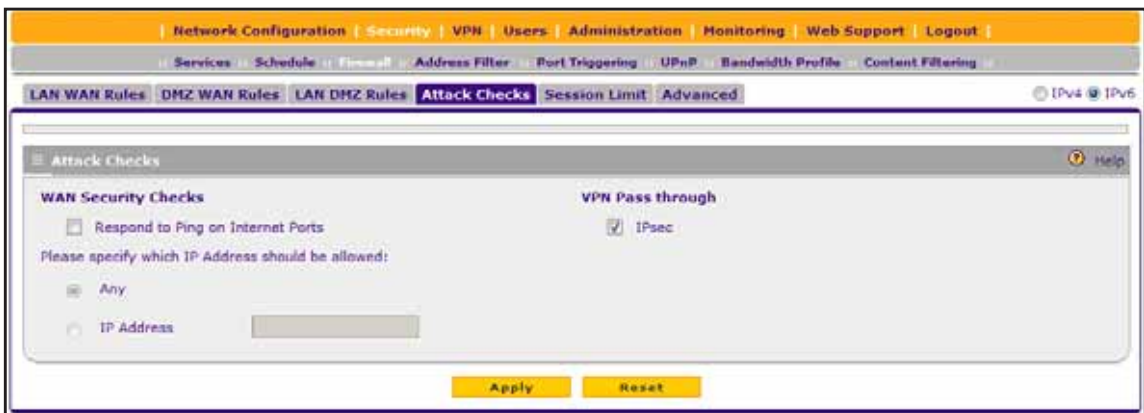 Network Configuration | Security | VPN | Users | Administration | Monitoring | Web Support | Logout
Services :: Schedule :: Firewall :: Address Filter :: Port Triggering :: UPnP :: Bandwidth Profile :: Content Filtering
LAN WAN Rules DMZ WAN Rules LAN DMZ Rules Attack Checks Session Limit Advanced IPv4 IPv6
Attack Checks Help
WAN Security Checks VPN Pass through
Respond to Ping on Internet Ports IPsec
Please specify which IP Address should be allowed:
Any
IP Address
Apply Reset